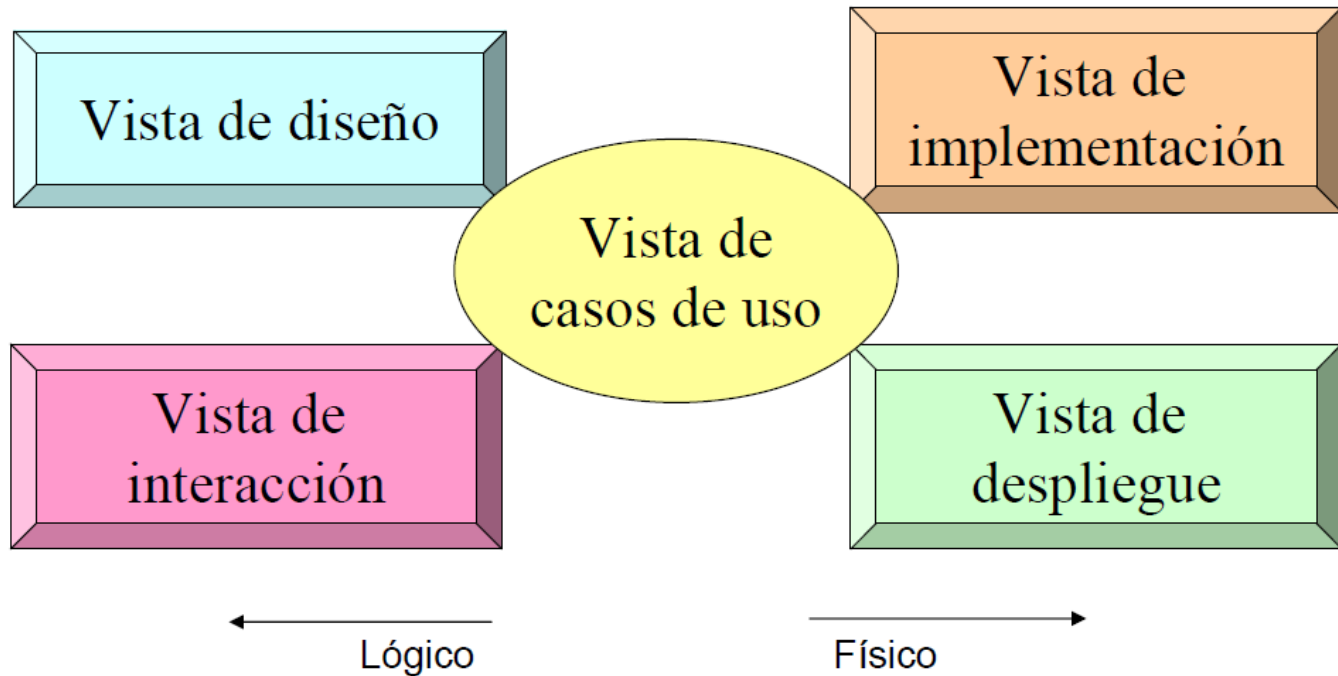 Vista de diseño
Vista de
implementación
Vista de
casos de uso
Vista de
interacción
Vista de
despliegue
Lógico
Físico